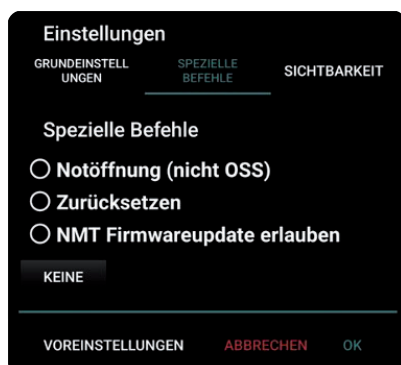 Einstellungen
GRUNDEINSTELL
UNGEN
SPEZIELLE
BEFEHLE
SICHTBARKEIT
Spezielle Befehle
Notöffnung (nicht OSS)
Zurücksetzen
NMT Firmwareupdate erlauben
KEINE
VOREINSTELLUNGEN ABBRECHEN OK